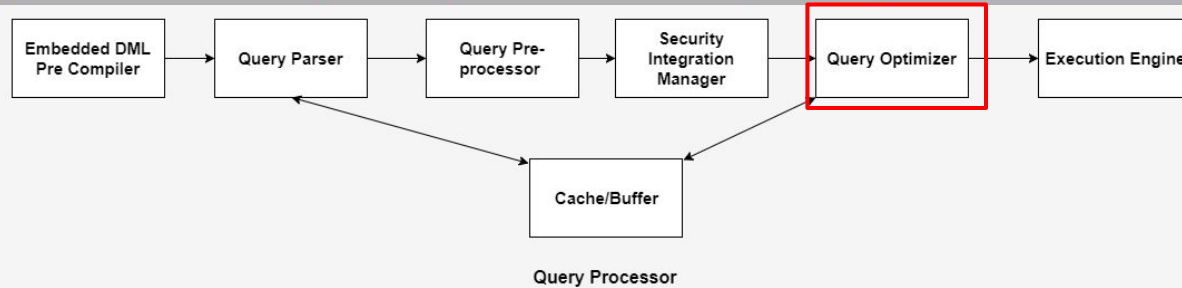 Embedded DML
Pre Compiler
Query Parser
Query Pre-
processor
Security
Integration
Manager
Query Optimizer
Execution Engine
Cache/Buffer
Query Processor